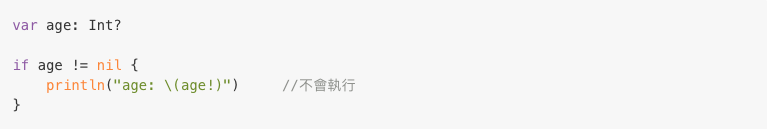 var age: Int?
if age != nil {
    println("age: \(age!)")     //不會執行
}